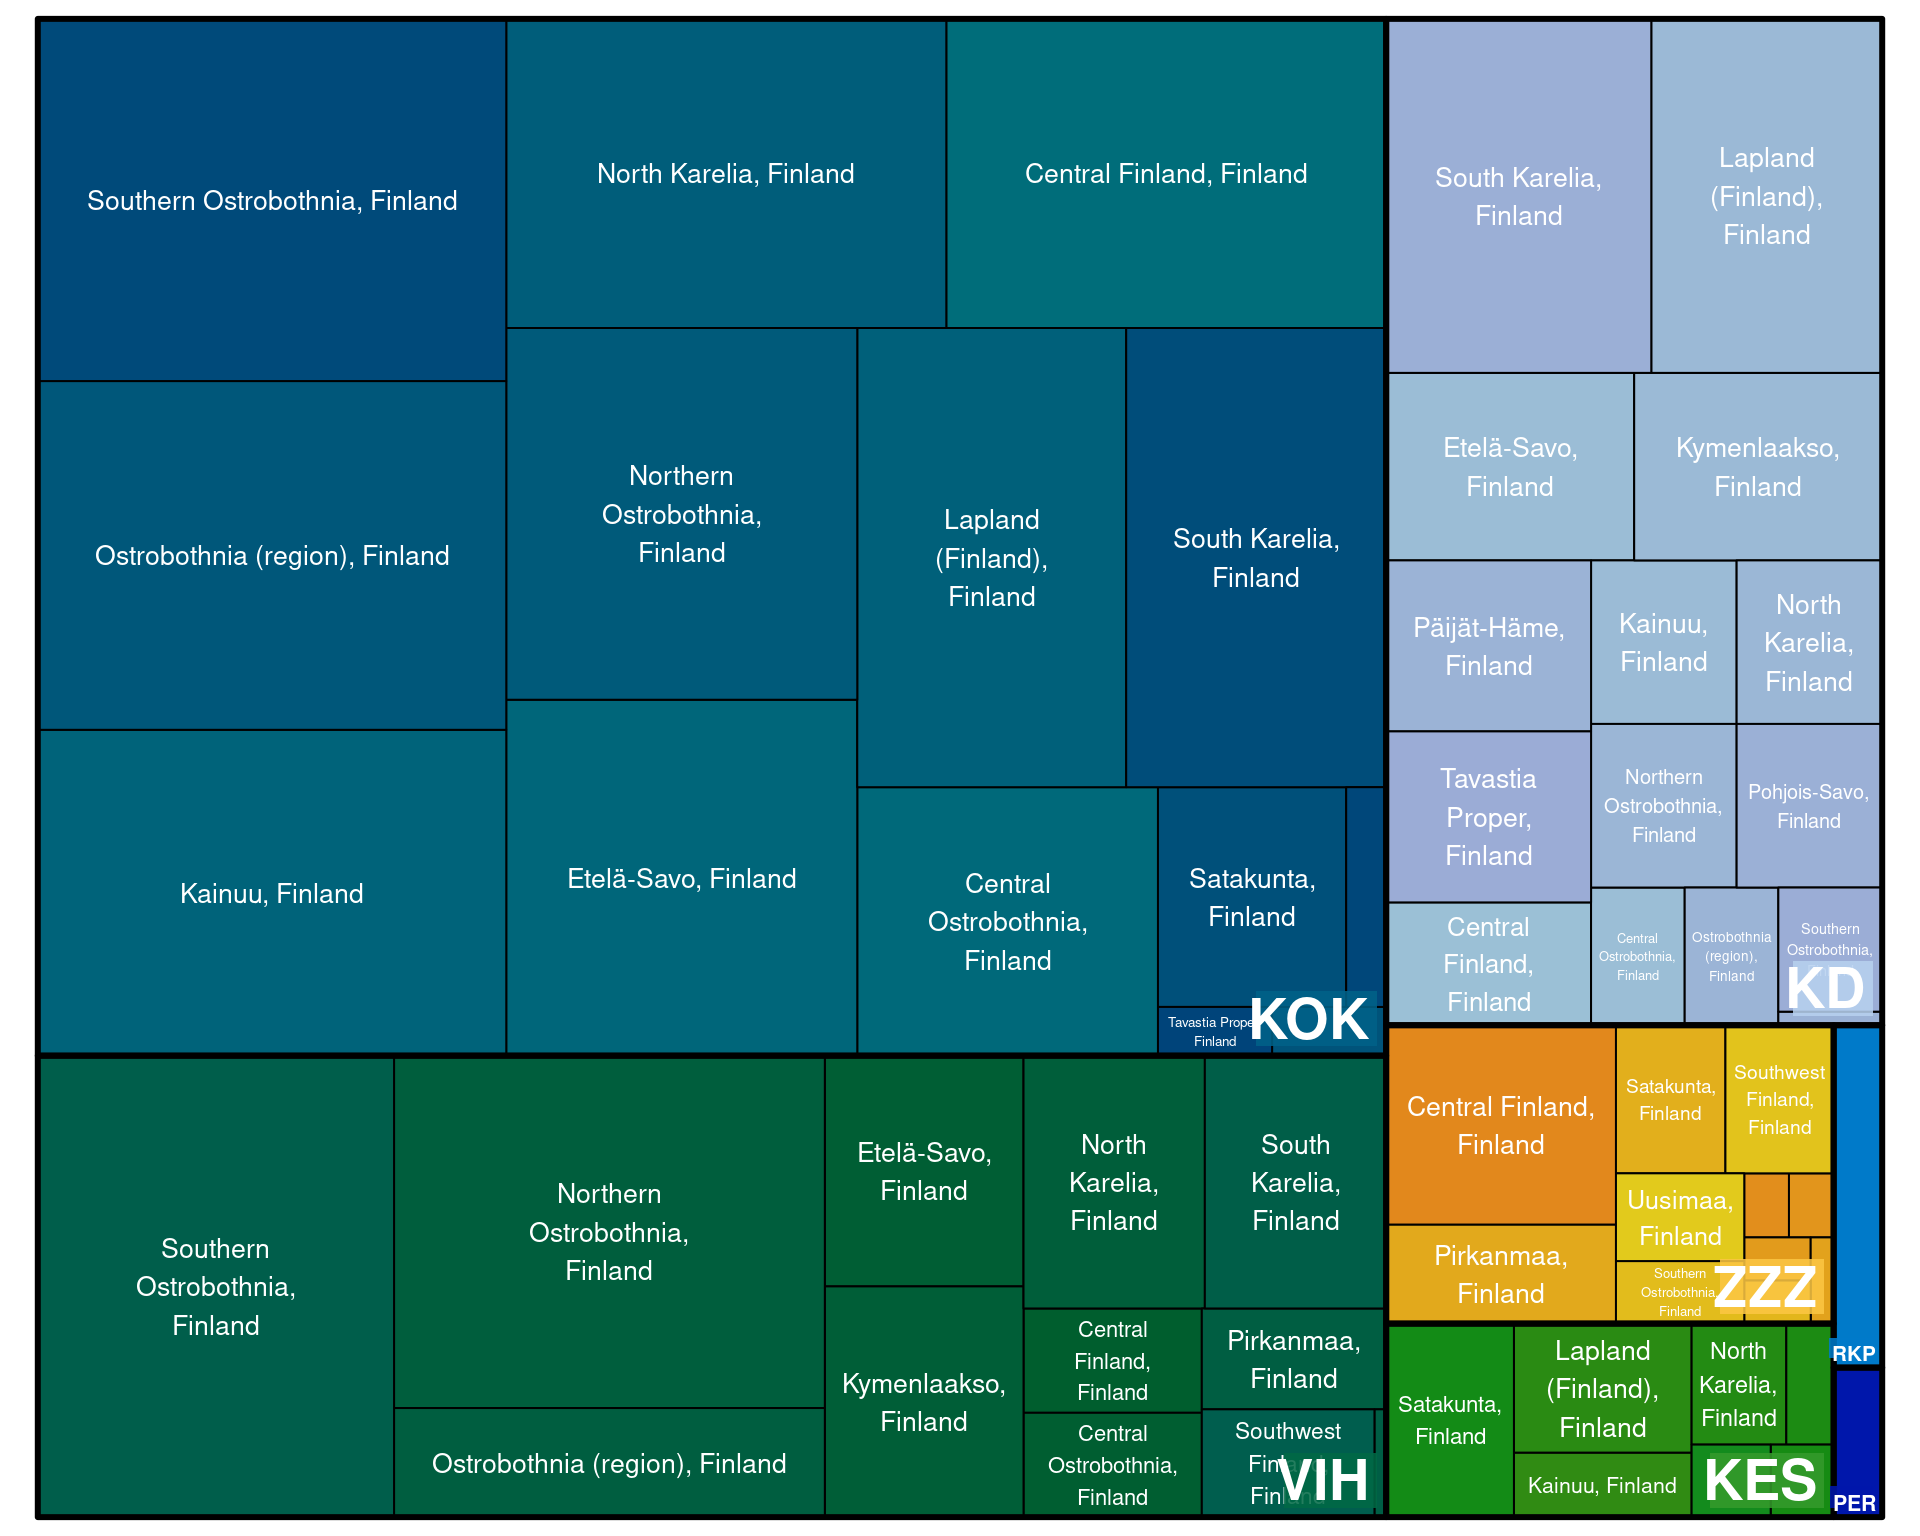 Southern Ostrobothnia, Finland
North Karelia, Finland
Central Finland, Finland
Ostrobothnia (region), Finland
Northern
Ostrobothnia,
Finland
Lapland
(Finland),
Finland
South Karelia,
Finland
Kainuu, Finland
Etelä-Savo, Finland
Central
Ostrobothnia,
Finland
Satakunta,
Finland
Tavastia Prope
Finland
KOK
South Karelia,
Finland
Lapland
(Finland),
Finland
Etelä-Savo,
Finland
Kymenlaakso,
Finland
Päijät-Häme,
Finland
Kainuu,
Finland
North
Karelia,
Finland
Tavastia
Proper,
Finland
Northern
Ostrobothnia,
Finland
Pohjois-Savo,
Finland
Central
Finland,
Finland
Central
Ostrobothnia,
Finland
Ostrobothnia
(region),
Finland
Southern
Ostrobothnia,
KD
Southern
Ostrobothnia,
Finland
Northern
Ostrobothnia,
Finland
Ostrobothnia (region), Finland
Etelä-Savo,
Finland
Kymenlaakso,
Finland
North
Karelia,
Finland
South
Karelia,
Finland
Central
Finland,
Finland
Pirkanmaa,
Finland
Central
Ostrobothnia,
Finland
Southwest
Finland,
Finland
VIH
Central Finland,
Finland
Pirkanmaa,
Finland
Satakunta,
Finland
Southwest
Finland,
Finland
Uusimaa,
Finland
Southern
Ostrobothnia,
Finland
ZZZ
RKP
Satakunta,
Finland
Lapland
(Finland),
Finland
Kainuu, Finland
North
Karelia,
Finland
KES
PER